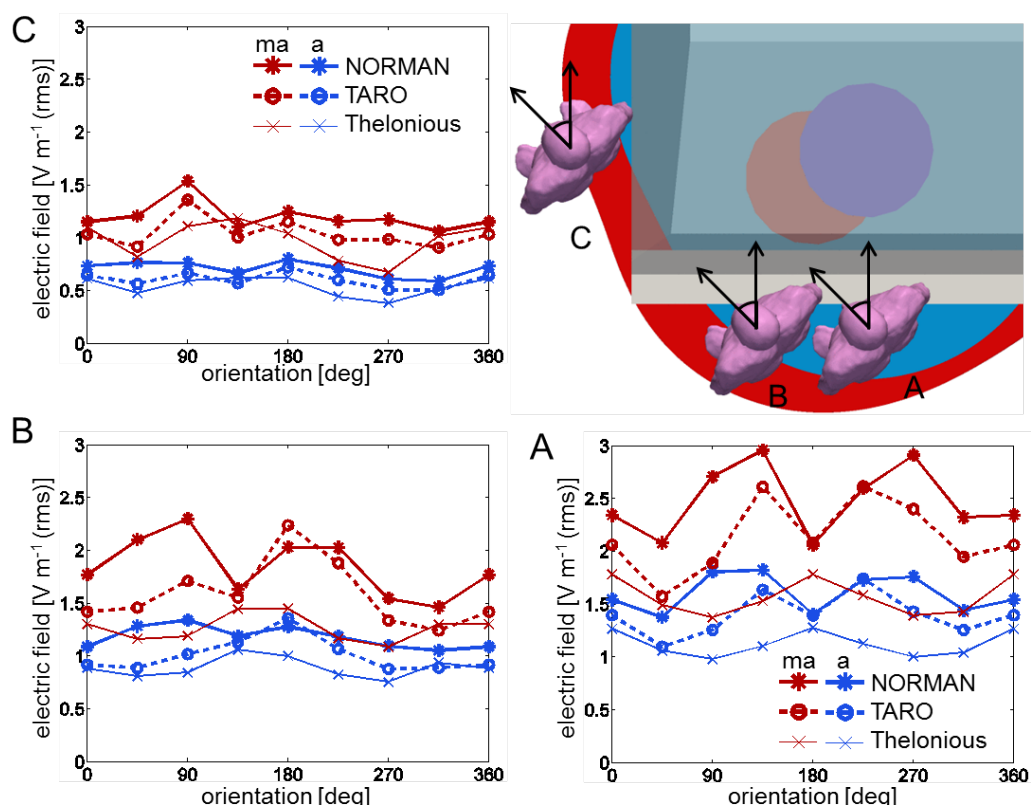 C
3
2.5
2
1.5
1
0.5
0
electric field [V m⁻¹ (rms)]
ma a
NORMAN
TARO
Thelonious
0 90 180 270 360
orientation [deg]
C
B
A
B
3
2.5
2
1.5
1
0.5
0
electric field [V m⁻¹ (rms)]
0 90 180 270 360
orientation [deg]
A
3
2.5
2
1.5
1
0.5
0
electric field [V m⁻¹ (rms)]
ma a
NORMAN
TARO
Thelonious
0 90 180 270 360
orientation [deg]